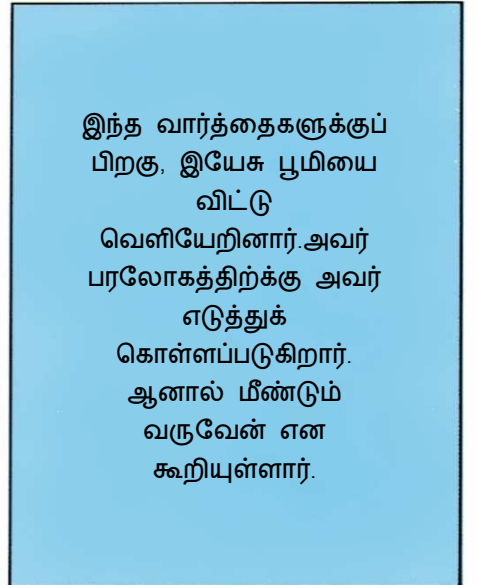 இந்த வார்த்தைகளுக்குப்
பிறகு, இயேசு பூமியை
விட்டு
வெளியேறினார்.அவர்
பரலோகத்திற்க்கு அவர்
எடுத்துக்
கொள்ளப்படுகிறார்.
ஆனால் மீண்டும்
வருவேன் என
கூறியுள்ளார்.